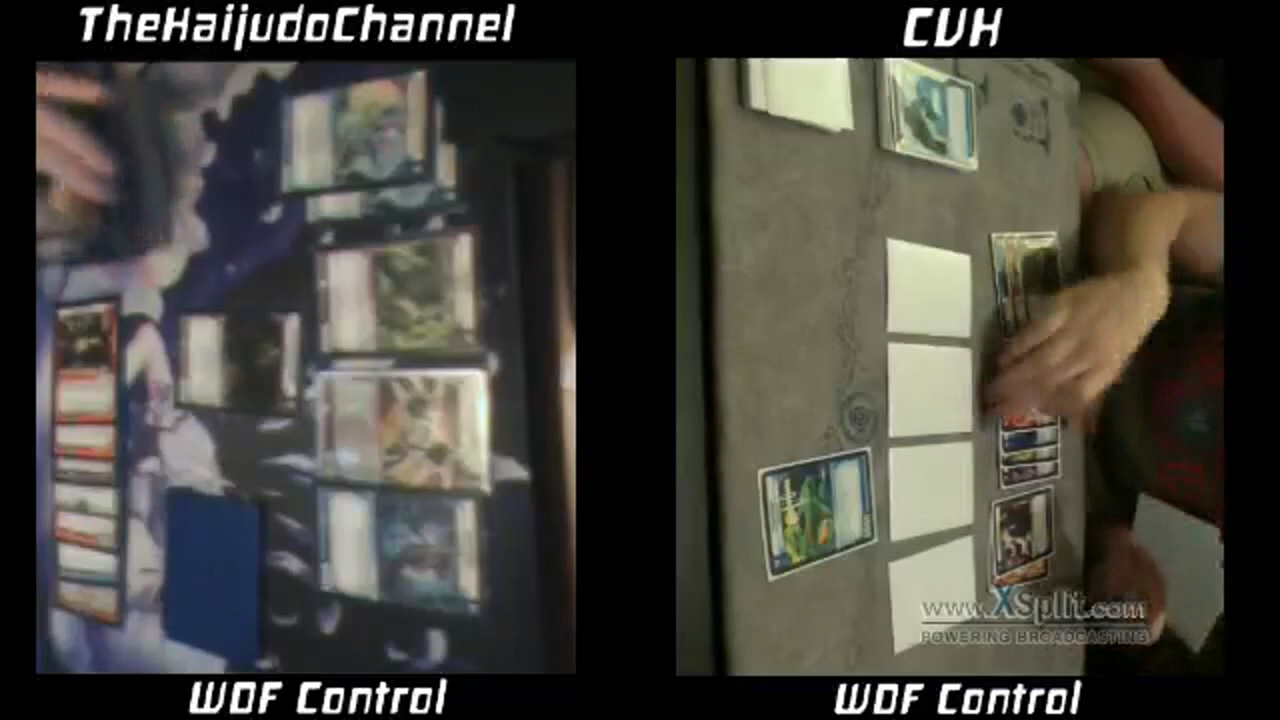 TheKaijudoChannel
CVH
www.XSplit.com
POWERING BROADCASTING
WDF Control
WDF Control